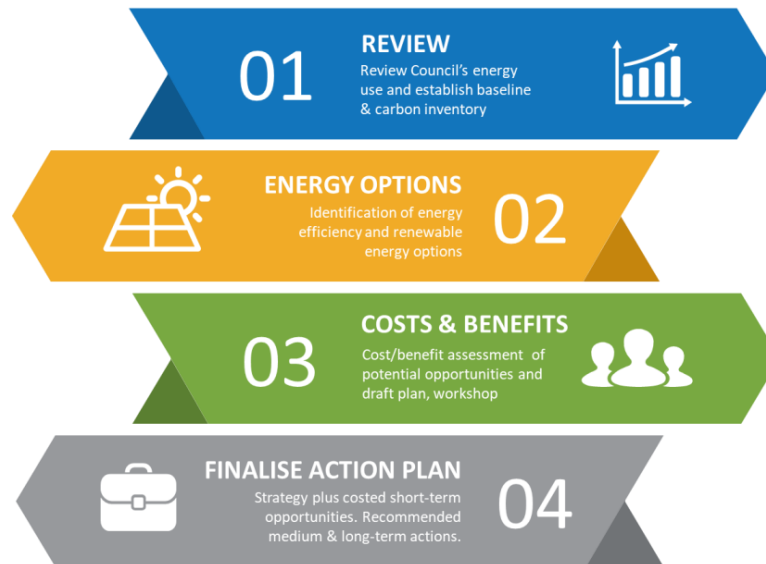 01
REVIEW
Review Council's energy
use and establish baseline
& carbon inventory
ENERGY OPTIONS
Identification of energy
efficiency and renewable
energy options
02
03
COSTS & BENEFITS
Cost/benefit assessment of
potential opportunities and
draft plan, workshop
FINALISE ACTION PLAN
Strategy plus costed short-term
opportunities. Recommended
medium & long-term actions.
04